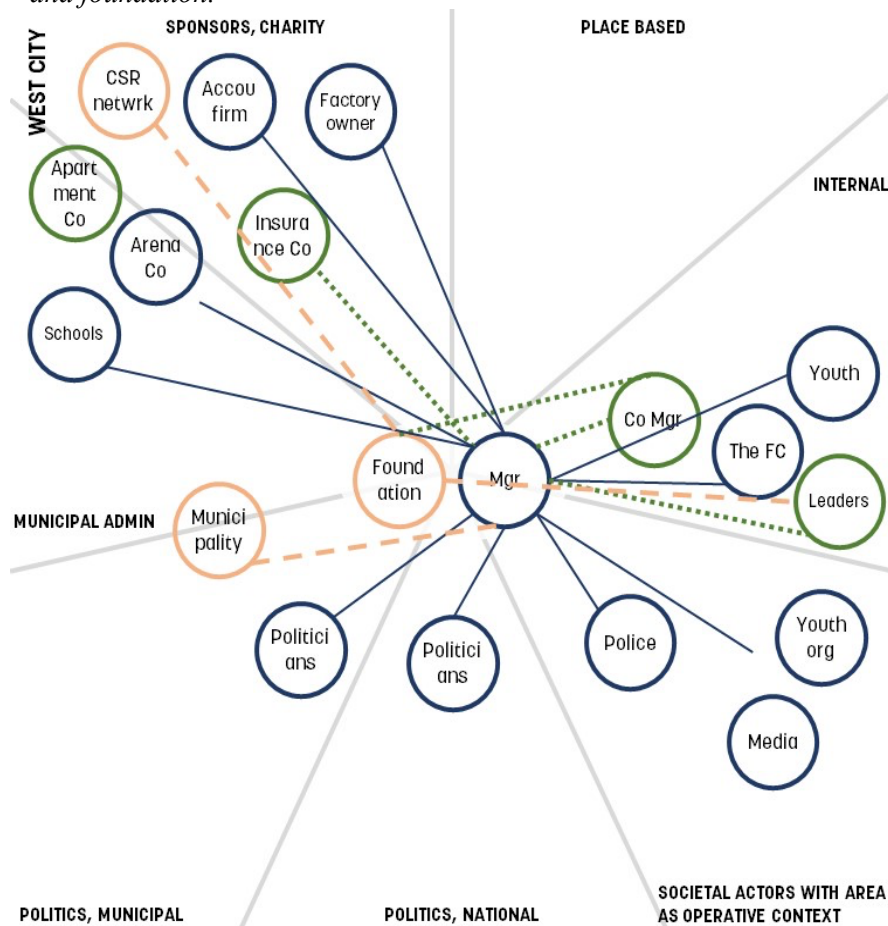 and foundation.
SPONSORS, CHARITY
PLACE BASED
WEST CITY
CSR
netwrk
Accou
firm
Factory
owner
Apart
ment
Co
INTERNAL
Arena
Co
Insura
nce Co
Schools
Youth
Co Mgr
The FC
Found
ation
Mgr
Leaders
MUNICIPAL ADMIN
Munici
pality
Politici
ans
Politici
ans
Police
Youth
org
Media
POLITICS, MUNICIPAL
POLITICS, NATIONAL
SOCIETAL ACTORS WITH AREA
AS OPERATIVE CONTEXT